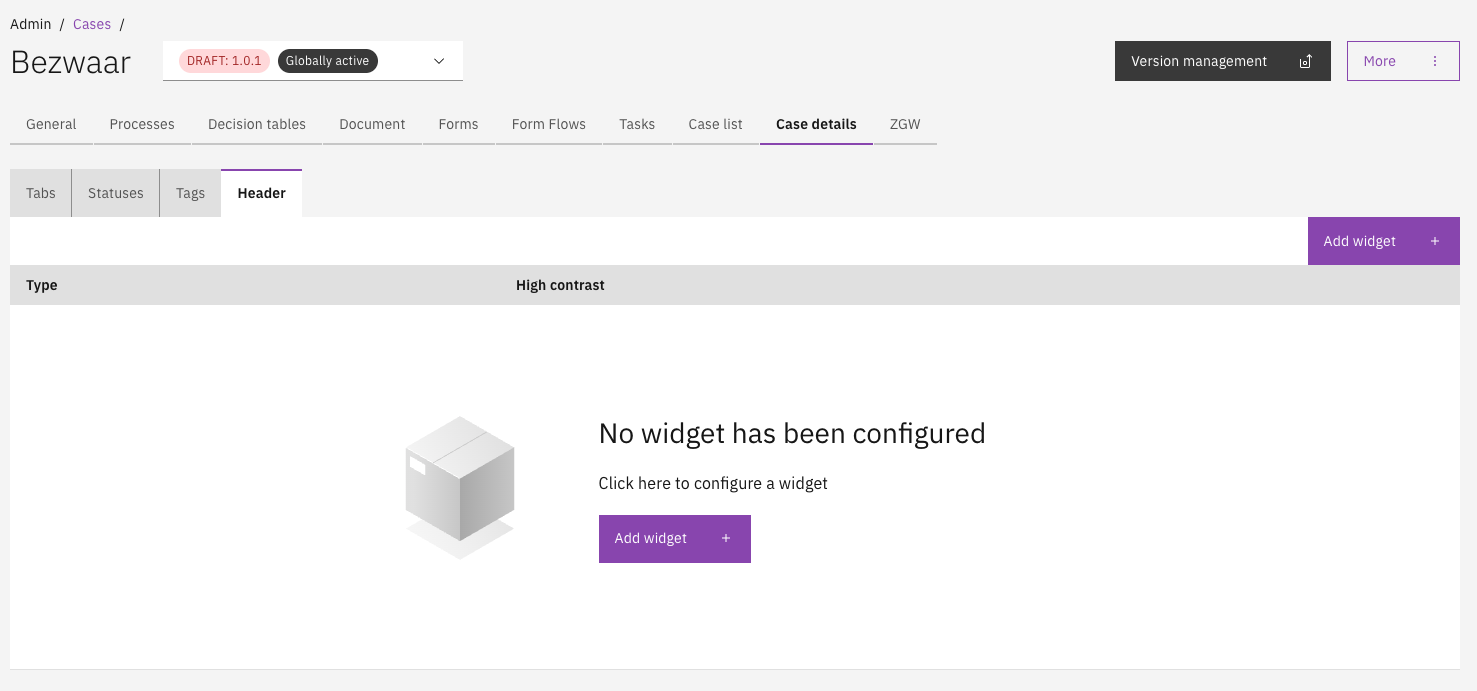 Admin / Cases /
Bezwaar DRAFT: 1.0.1 Globally active Version management More
General Processes Decision tables Document Forms Form Flows Tasks Case list Case details ZGW
Tabs Statuses Tags Header
Add widget +
Type High contrast
No widget has been configured
Click here to configure a widget
Add widget +